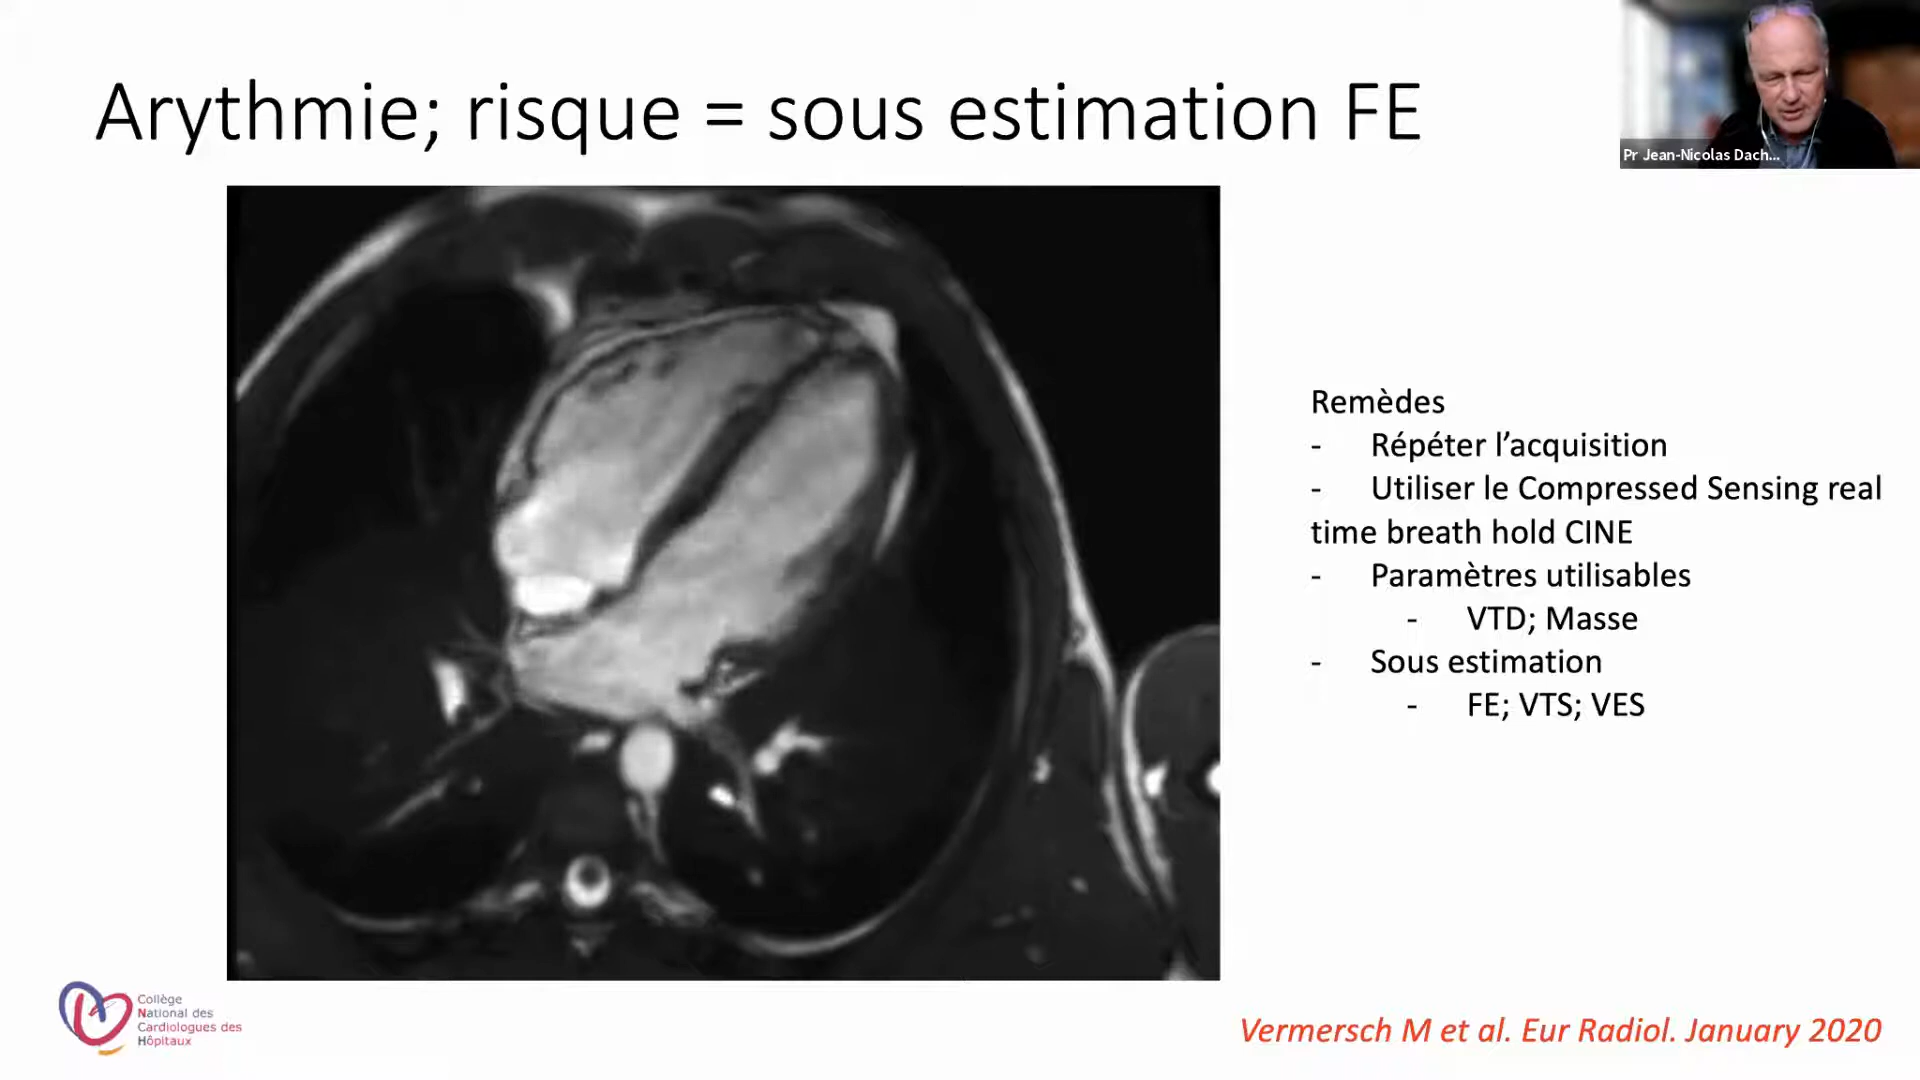 Arythmie; risque = sous estimation FE
Pr Jean-Nicolas Dach...
Remèdes
- Répéter l’acquisition
- Utiliser le Compressed Sensing real
time breath hold CINE
- Paramètres utilisables
- VTD; Masse
- Sous estimation
- FE; VTS; VES
Collège
National des
Cardiologues des
Hôpitaux
Vermersch M et al. Eur Radiol. January 2020